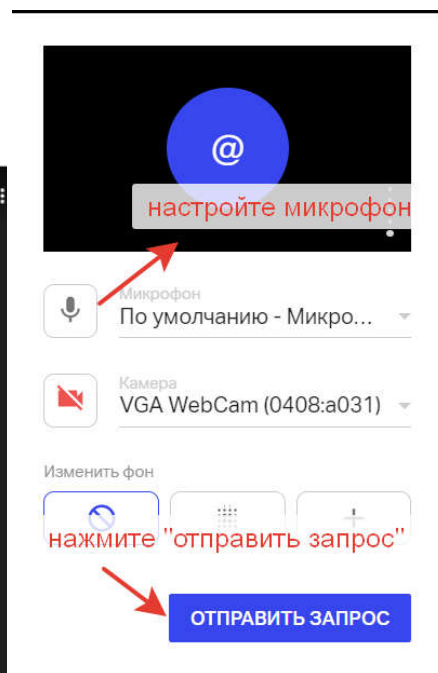 @
настройте микрофон
Микрофон
По умолчанию - Микро...
Камера
VGA WebCam (0408:a031)
Изменить фон
нажмите "отправить запрос"
ОТПРАВИТЬ ЗАПРОС